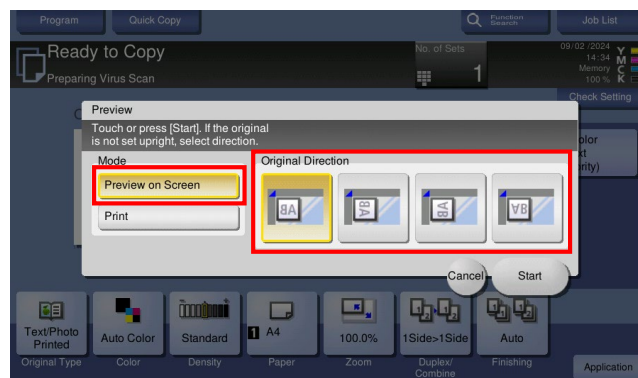 Program
Quick Copy
Function
Search
Job List
Ready to Copy
Preparing Virus Scan
No. of Sets
1
09/02 /2024
14:34
Memory
100 %
Y
M
C
K
Check Setting
Preview
Touch or press [Start]. If the original
is not set upright, select direction.
Mode
Preview on Screen
Print
Original Direction
Cancel
Start
Text/Photo
Printed
Auto Color
Standard
1 A4
100.0%
1Side>1Side
Auto
Original Type
Color
Density
Paper
Zoom
Duplex/
Combine
Finishing
Application